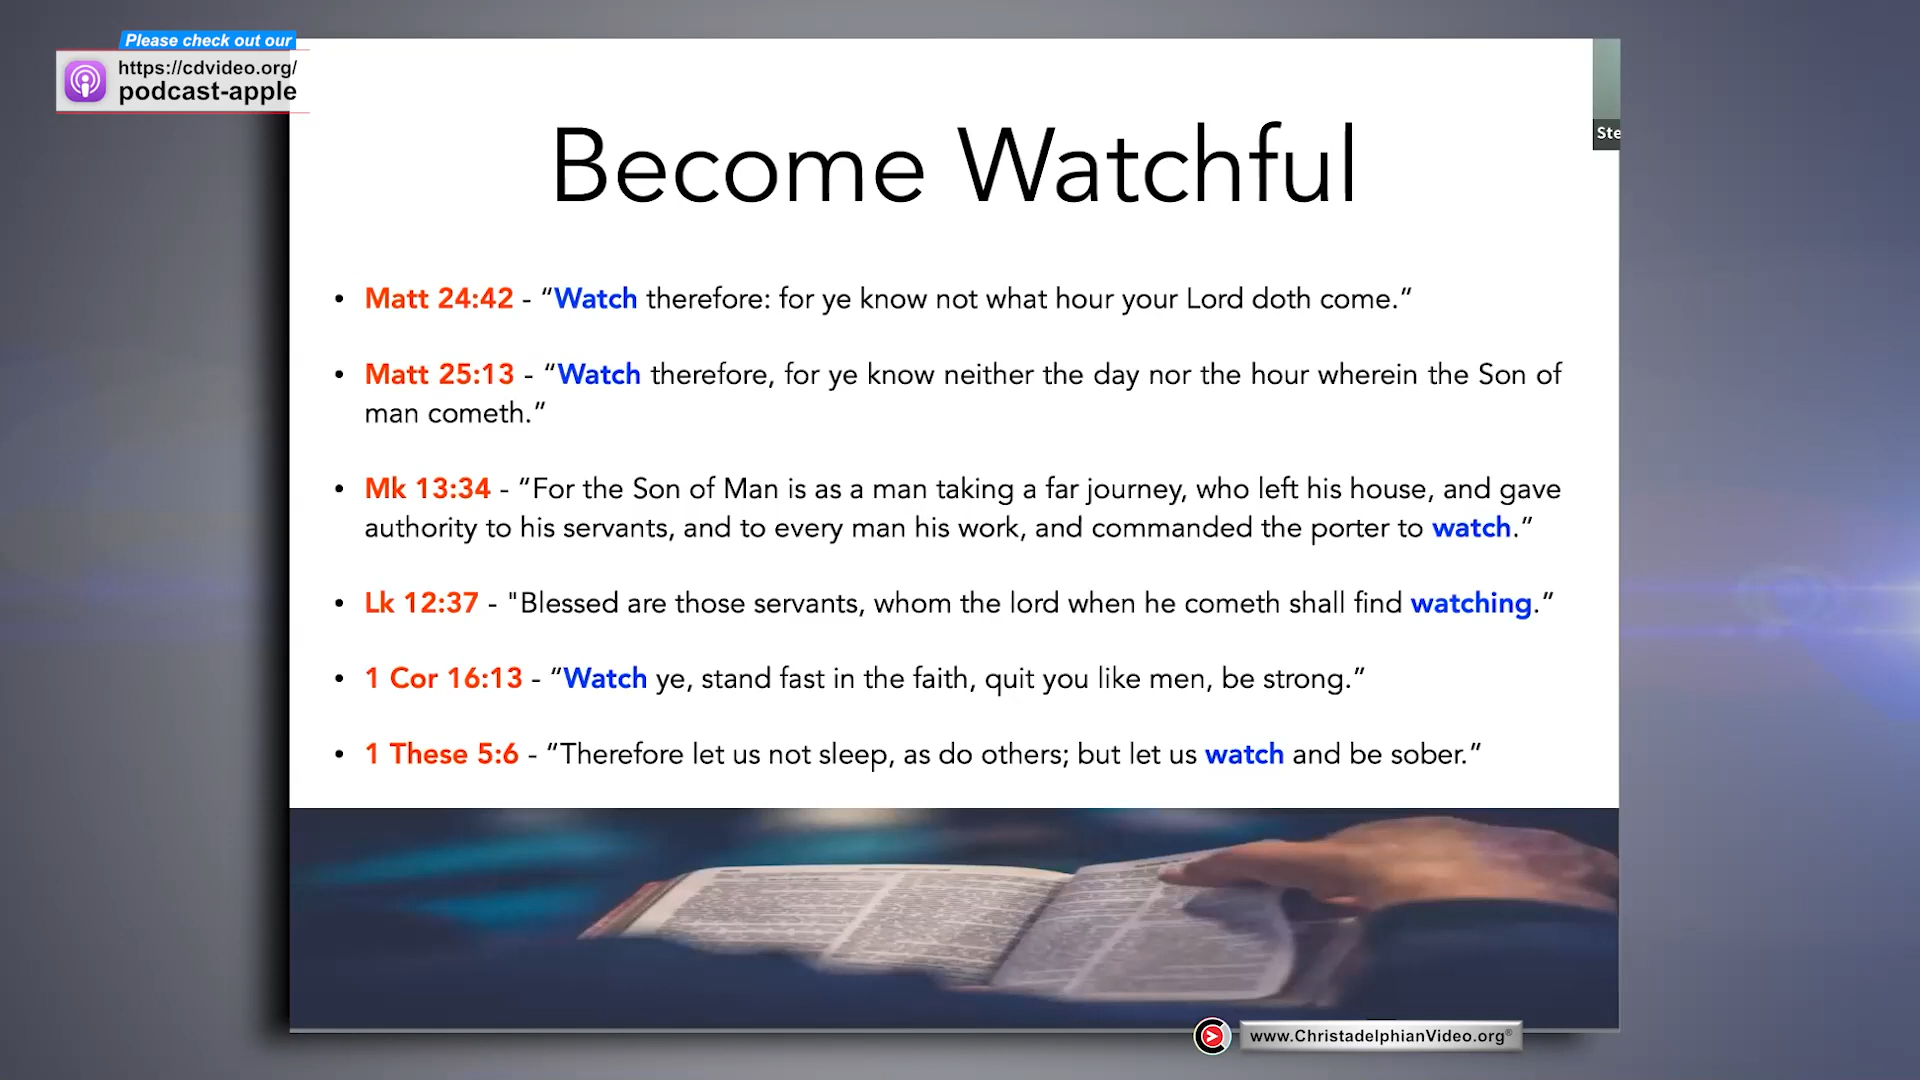 Please check out our
https://cdvideo.org/
podcast-apple
Ste
Become Watchful
• Matt 24:42 - “Watch therefore: for ye know not what hour your Lord doth come.”
• Matt 25:13 - “Watch therefore, for ye know neither the day nor the hour wherein the Son of
man cometh.”
• Mk 13:34 - “For the Son of Man is as a man taking a far journey, who left his house, and gave
authority to his servants, and to every man his work, and commanded the porter to watch.”
• Lk 12:37 - "Blessed are those servants, whom the lord when he cometh shall find watching.”
• 1 Cor 16:13 - “Watch ye, stand fast in the faith, quit you like men, be strong.”
• 1 These 5:6 - “Therefore let us not sleep, as do others; but let us watch and be sober.”
www.ChristadelphianVideo.org®